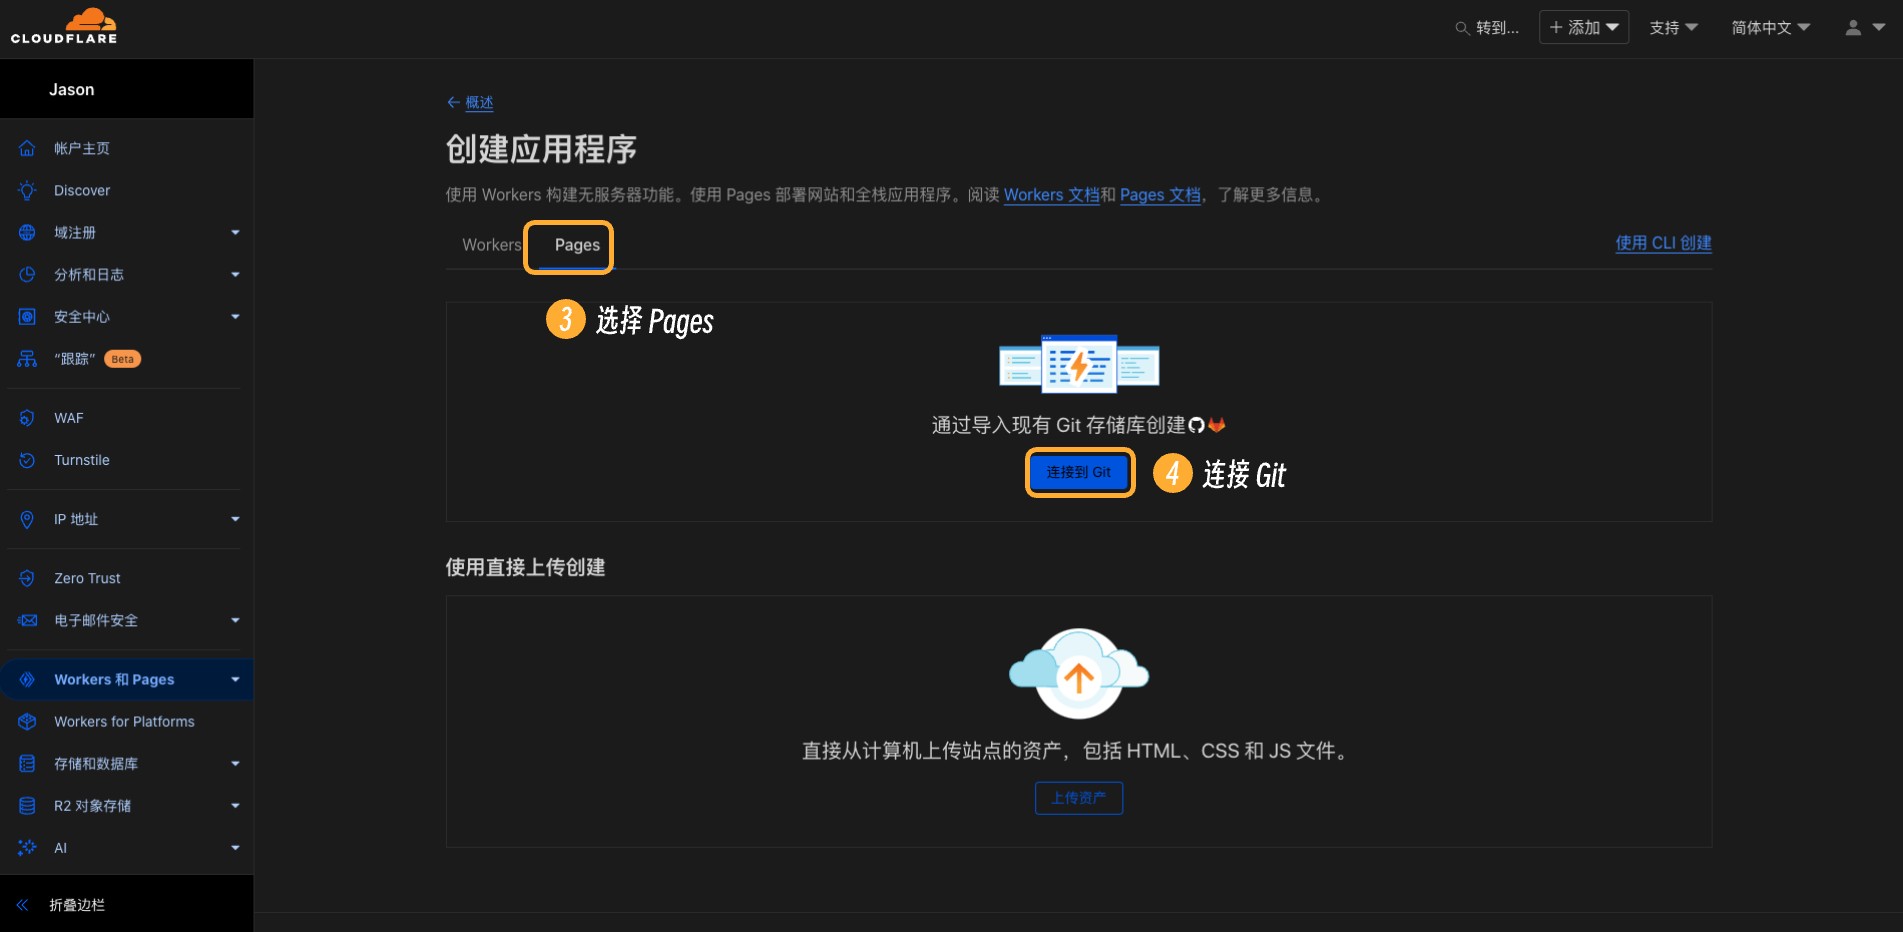 CLOUDFLARE
转到...
添加
支持
简体中文
Jason
帐户主页
Discover
域注册
分析和日志
安全中心
“跟踪” Beta
WAF
Turnstile
IP 地址
Zero Trust
电子邮件安全
Workers 和 Pages
Workers for Platforms
存储和数据库
R2 对象存储
AI
折叠边栏
概述
创建应用程序
使用 Workers 构建无服务器功能。使用 Pages 部署网站和全栈应用程序。阅读 Workers 文档和 Pages 文档，了解更多信息。
Workers
Pages
使用 CLI 创建
3 选择 Pages
通过导入现有 Git 存储库创建
连接到 Git
4 连接 Git
使用直接上传创建
直接从计算机上传站点的资产，包括 HTML、CSS 和 JS 文件。
上传资产